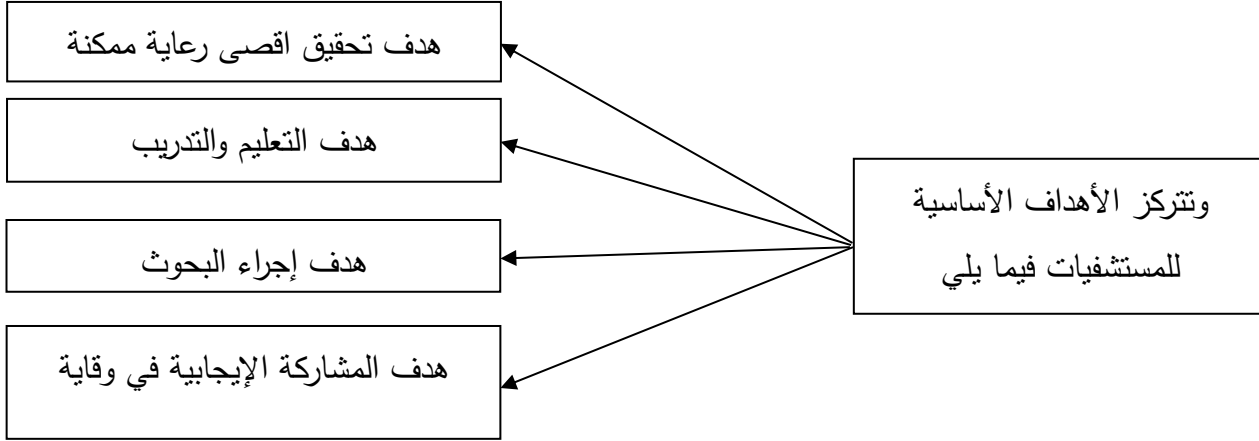 وتتركز الأهداف الأساسية
للمستشفيات فيما يلي
هدف تحقيق اقصى رعاية ممكنة
هدف التعليم والتدريب
هدف إجراء البحوث
هدف المشاركة الإيجابية في وقاية